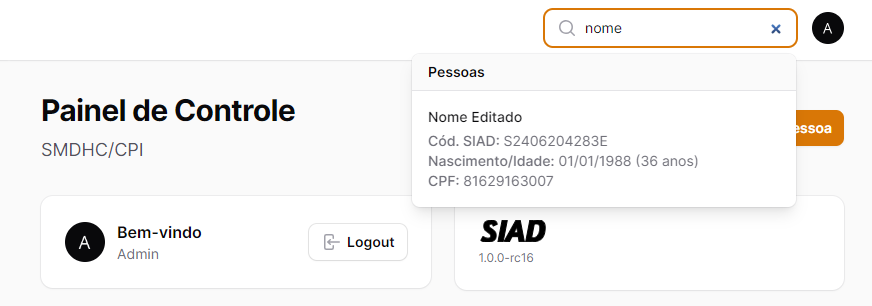 nome
A
Pessoas
Nome Editado
Cód. SIAD: S2406204283E
Nascimento/Idade: 01/01/1988 (36 anos)
CPF: 81629163007
Painel de Controle
SMDHC/CPI
essoa
A
Bem-vindo
Admin
Logout
SIAD
1.0.0-rc16